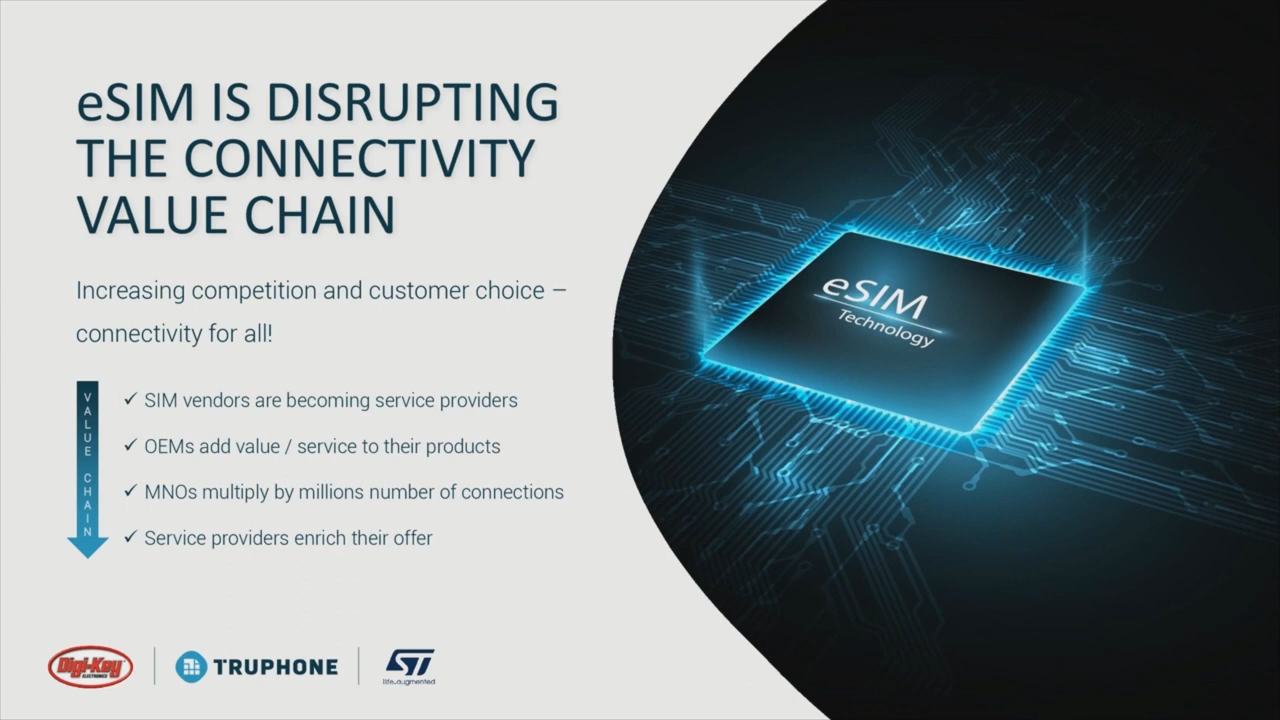 eSIM IS DISRUPTING
THE CONNECTIVITY
VALUE CHAIN
Increasing competition and customer choice –
connectivity for all!
VALUE CHAIN
✓ SIM vendors are becoming service providers
✓ OEMs add value / service to their products
✓ MNOs multiply by millions number of connections
✓ Service providers enrich their offer
eSIM
Technology
Digi-Key
ELECTRONICS
TRUPHONE
ST
life.augmented